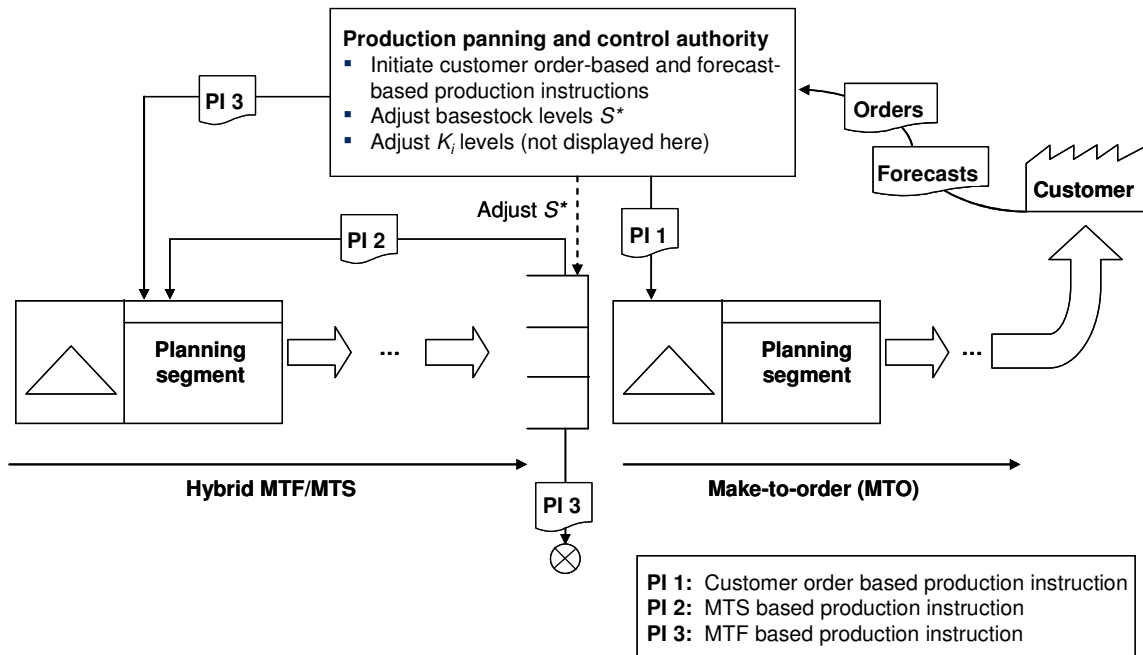 Production panning and control authority
▪ Initiate customer order-based and forecast-
based production instructions
▪ Adjust basestock levels S*
▪ Adjust Ki levels (not displayed here)
PI 3
Orders
Forecasts
Customer
Adjust S*
PI 2
PI 1
Planning
segment
...
Planning
segment
...
Hybrid MTF/MTS
Make-to-order (MTO)
PI 3
PI 1: Customer order based production instruction
PI 2: MTS based production instruction
PI 3: MTF based production instruction